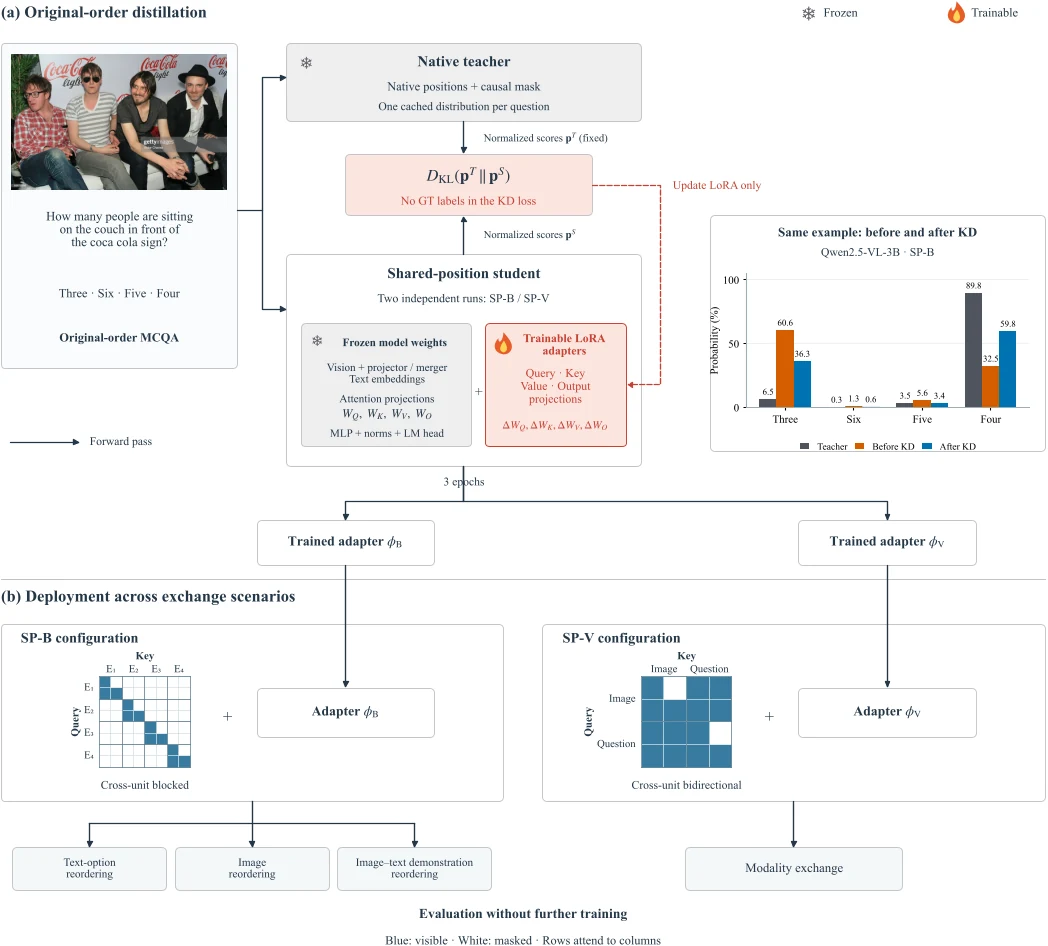 (a) Original-order distillation
Frozen
Trainable
Coca-Cola
light
Coca-Cola
light
gettyimages
How many people are sitting
on the couch in front of
the coca cola sign?
Three · Six · Five · Four
Original-order MCQA
Forward pass
Native teacher
Native positions + causal mask
One cached distribution per question
Normalized scores p^T (fixed)
D_KL(p^T ∥ p^S)
No GT labels in the KD loss
Update LoRA only
Normalized scores p^S
Shared-position student
Two independent runs: SP-B / SP-V
Frozen model weights
Vision + projector / merger
Text embeddings
Attention projections
W_Q, W_K, W_V, W_O
MLP + norms + LM head
+
Trainable LoRA
adapters
Query · Key
Value · Output
projections
ΔW_Q, ΔW_K, ΔW_V, ΔW_O
Same example: before and after KD
Qwen2.5-VL-3B · SP-B
Probability (%)
100
50
0
6.5
60.6
36.3
0.3
1.3
0.6
3.5
5.6
3.4
89.8
32.5
59.8
Three
Six
Five
Four
Teacher
Before KD
After KD
3 epochs
Trained adapter ϕ_B
Trained adapter ϕ_V
(b) Deployment across exchange scenarios
SP-B configuration
Key
E₁ E₂ E₃ E₄
Query
E₁
E₂
E₃
E₄
Cross-unit blocked
+
Adapter ϕ_B
SP-V configuration
Key
Image Question
Query
Image
Question
Cross-unit bidirectional
+
Adapter ϕ_V
Text-option
reordering
Image
reordering
Image–text demonstration
reordering
Modality exchange
Evaluation without further training
Blue: visible · White: masked · Rows attend to columns